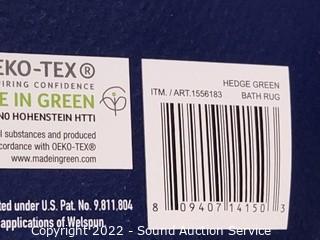 EKO-TEX®
IRING CONFIDENCE
E IN GREEN
NO HOHENSTEIN HTTI
l substances and produced
cordance with OEKO-TEX®
www.madeingreen.com
ted under U.S. Pat. No. 9,811,804
applications of Welspun
HEDGE GREEN
ITM. / ART.1556183 BATH RUG
8 09407 14150 3
Copyright 2022 - Sound Auction Service